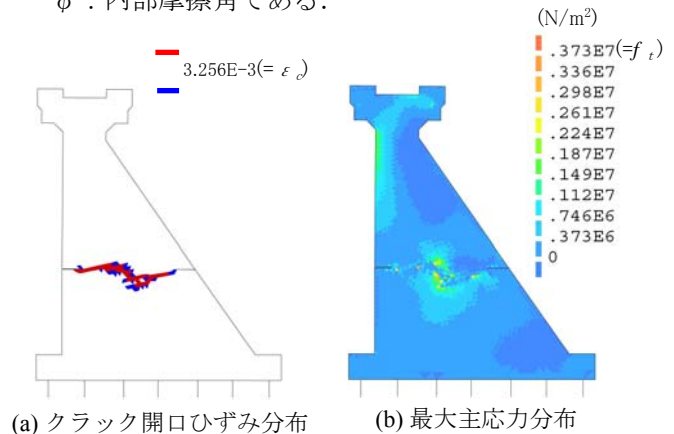 φ : 内部摩擦角である.
3.256E-3(= ε c)
(N/m²)
.373E7(=f t)
.336E7
.298E7
.261E7
.224E7
.187E7
.149E7
.112E7
.746E6
.373E6
0
(a) クラック開口ひずみ分布
(b) 最大主応力分布